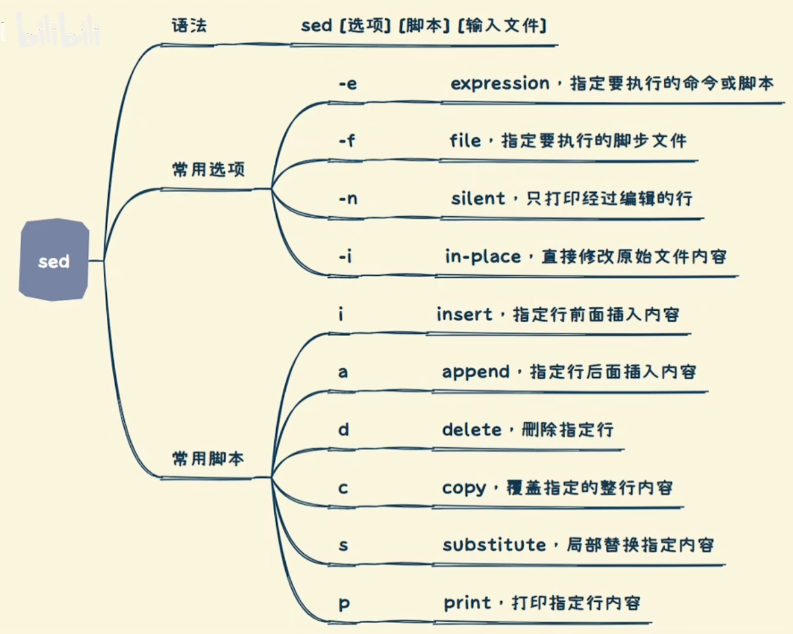 bilibili
语法 sed [选项] [脚本] [输入文件]
-e expression，指定要执行的命令或脚本
-f file，指定要执行的脚步文件
常用选项
-n silent，只打印经过编辑的行
-i in-place，直接修改原始文件内容
sed
i insert，指定行前面插入内容
a append，指定行后面插入内容
d delete，删除指定行
常用脚本
c copy，覆盖指定的整行内容
s substitute，局部替换指定内容
p print，打印指定行内容